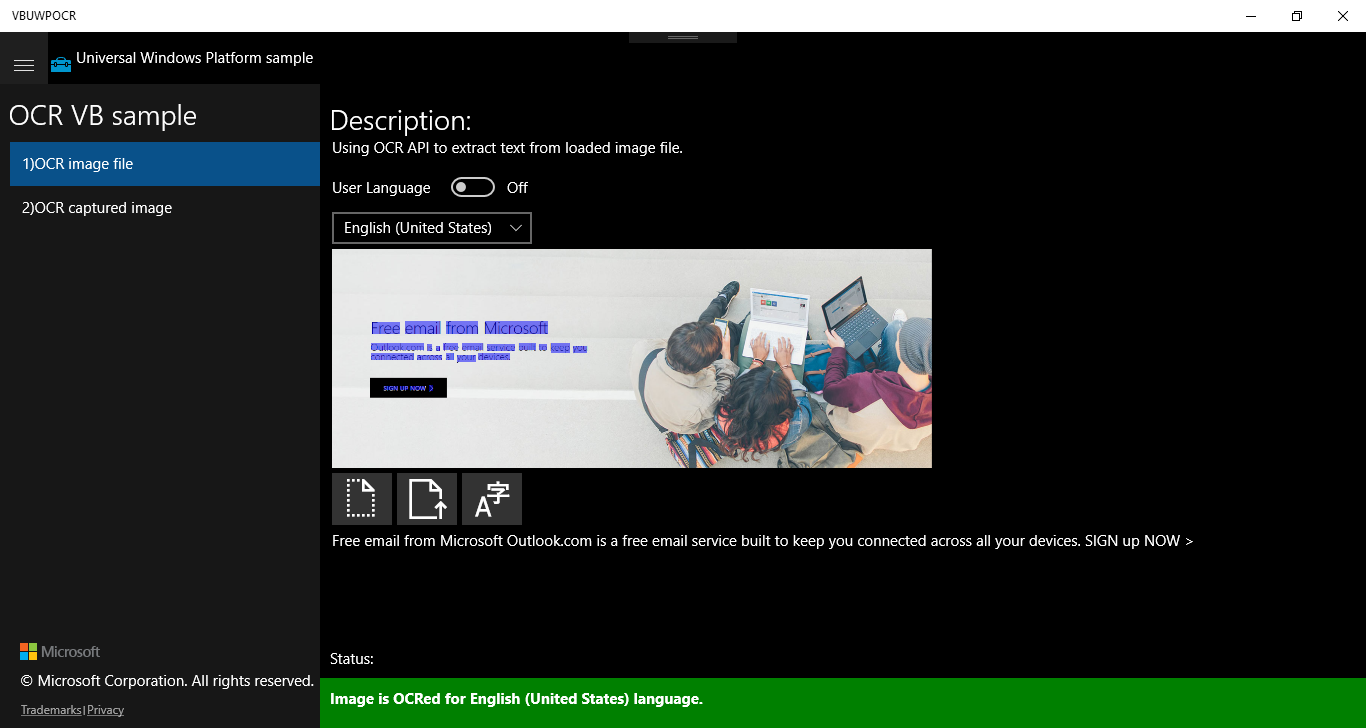 VBUWPOCR
Universal Windows Platform sample
OCR VB sample
1)OCR image file
2)OCR captured image
Microsoft
© Microsoft Corporation. All rights reserved.
Trademarks|Privacy
Description:
Using OCR API to extract text from loaded image file.
User Language Off
English (United States)
Free email from Microsoft
Outlook.com is a free email service built to keep you
connected across all your devices.
SIGN UP NOW >
A字
Free email from Microsoft Outlook.com is a free email service built to keep you connected across all your devices. SIGN up NOW >
Status:
Image is OCRed for English (United States) language.